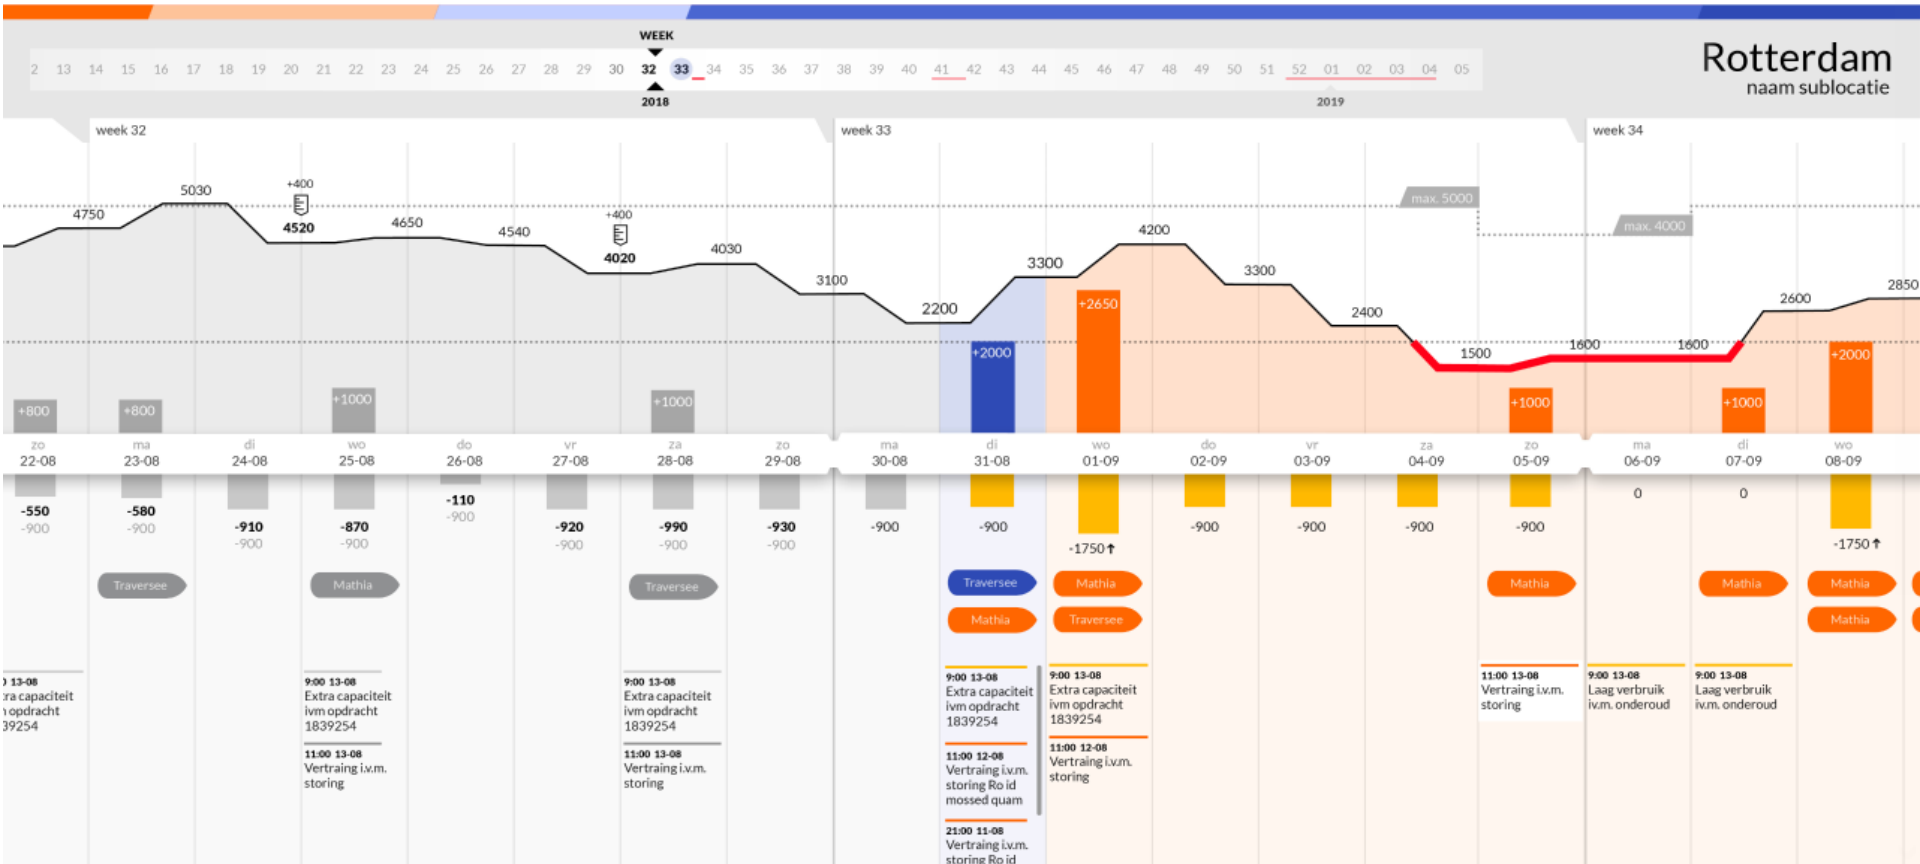 WEEK
2 13 14 15 16 17 18 19 20 21 22 23 24 25 26 27 28 29 30 32 33 34 35 36 37 38 39 40 41 42 43 44 45 46 47 48 49 50 51 52 01 02 03 04 05
2018
2019
Rotterdam
naam sublocatie
week 32
week 33
week 34
4750
5030
+400
4520
4650
4540
+400
4020
4030
3100
2200
3300
4200
3300
2400
1500
1600
1600
2600
2850
max. 5000
max. 4000
+800
+800
+1000
+1000
+2000
+2650
+1000
+1000
+2000
zo ma di wo do vr za zo ma di wo do vr za zo ma di wo
22-08 23-08 24-08 25-08 26-08 27-08 28-08 29-08 30-08 31-08 01-09 02-09 03-09 04-09 05-09 06-09 07-09 08-09
-550
-900
-580
-900
-910
-900
-870
-900
-110
-900
-920
-900
-990
-900
-930
-900
-900
-900
-1750↑
-900
-900
-900
-900
0
0
-1750↑
Traversee
Mathia
Traversee
Traversee
Mathia
Mathia
Traversee
Mathia
Mathia
Mathia
Mathia
13-08
capaciteit
opdracht
9:00 13-08
Extra capaciteit
ivm opdracht
1839254
11:00 13-08
Vertraing i.v.m.
storing
9:00 13-08
Extra capaciteit
ivm opdracht
1839254
11:00 13-08
Vertraing i.v.m.
storing
9:00 13-08
Extra capaciteit
ivm opdracht
1839254
11:00 12-08
Vertraing i.v.m.
storing Ro id
mossed quam
21:00 11-08
Vertraing i.v.m.
storing Ro id
9:00 13-08
Extra capaciteit
ivm opdracht
1839254
11:00 12-08
Vertraing i.v.m.
storing
11:00 13-08
Vertraing i.v.m.
storing
9:00 13-08
Laag verbruik
iv.m. onderoud
9:00 13-08
Laag verbruik
iv.m. onderoud